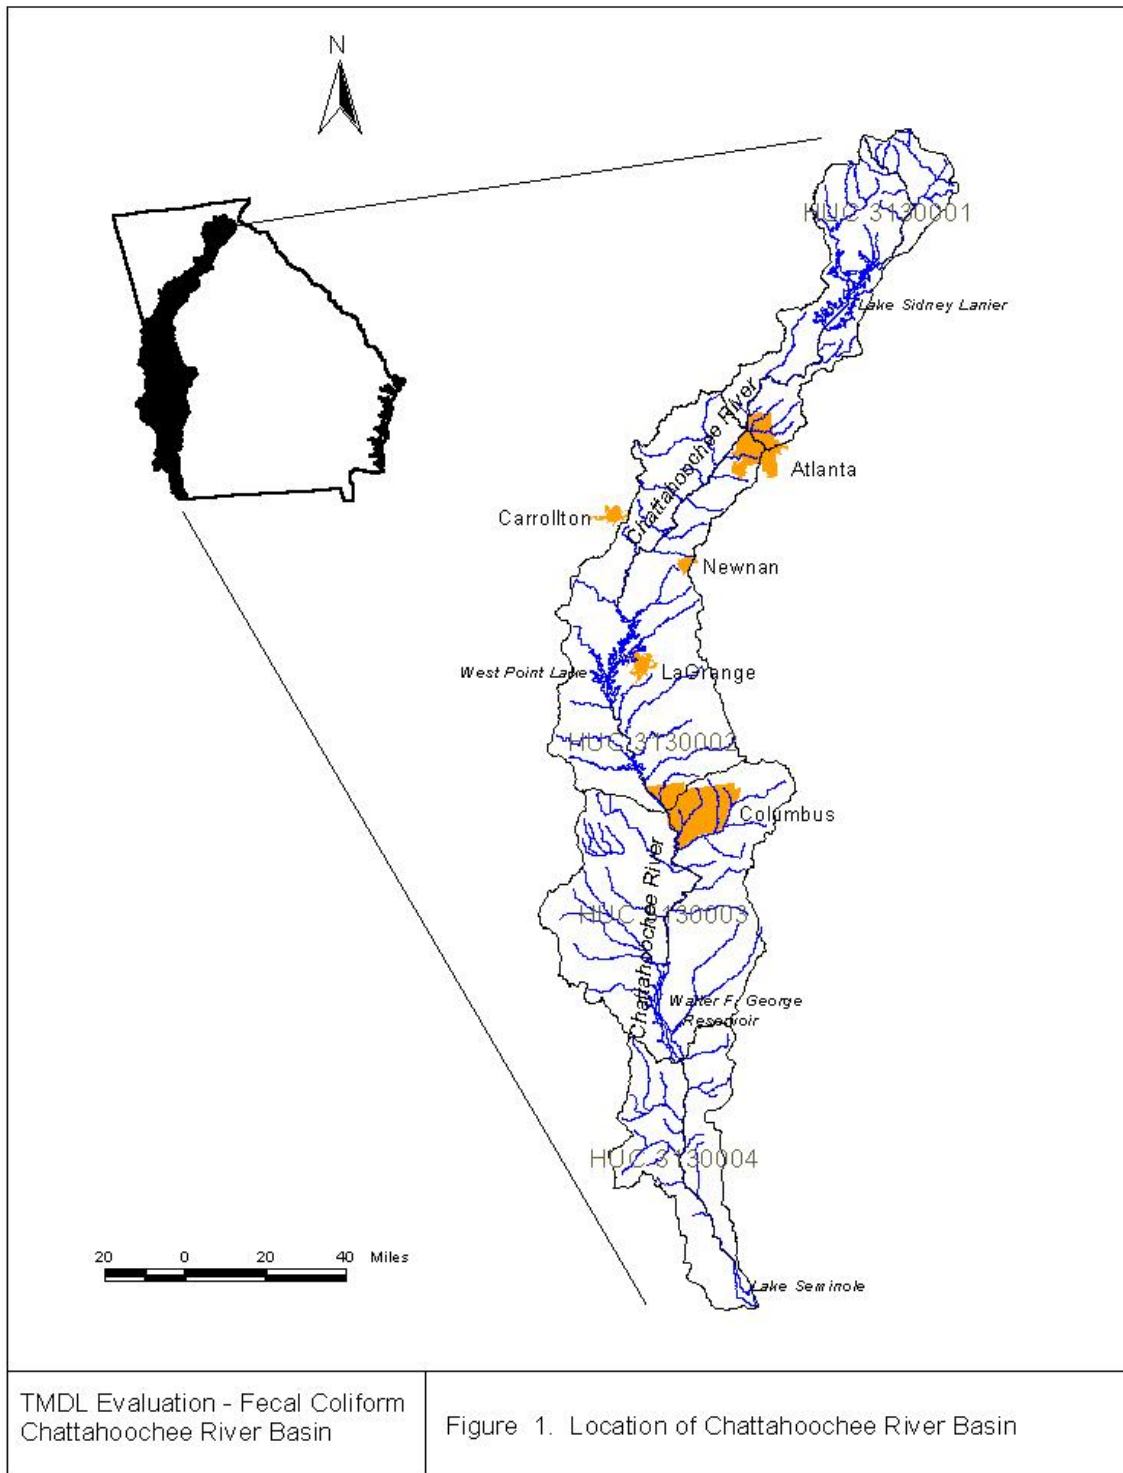 N
HUC 3130001
Lake Sidney Lanier
Chattahoochee River
Atlanta
Carrollton
Newnan
West Point Lake
LaGrange
HUC 3130002
Columbus
Chattahoochee River
HUC 3130003
Walter F. George
Reservoir
HUC 3130004
20 0 20 40 Miles
Lake Seminole
TMDL Evaluation - Fecal Coliform
Chattahoochee River Basin
Figure 1. Location of Chattahoochee River Basin